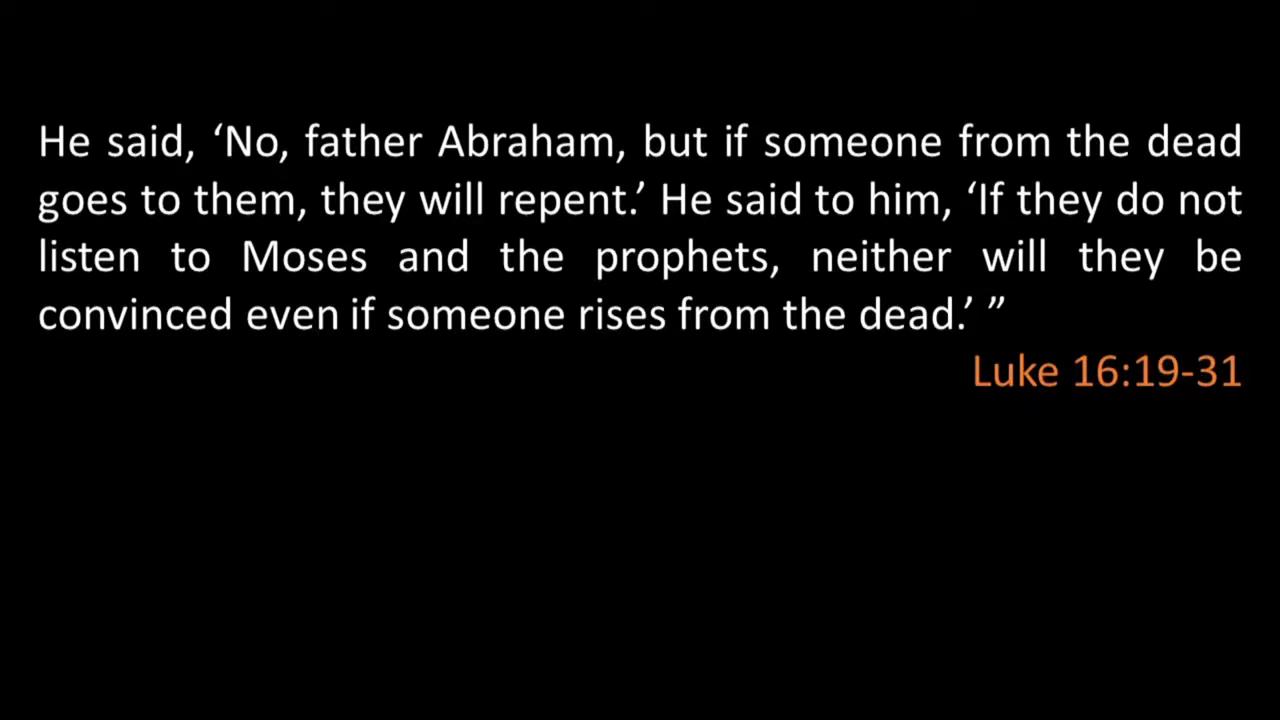 He said, ‘No, father Abraham, but if someone from the dead
goes to them, they will repent.’ He said to him, ‘If they do not
listen to Moses and the prophets, neither will they be
convinced even if someone rises from the dead.’ ”
Luke 16:19-31